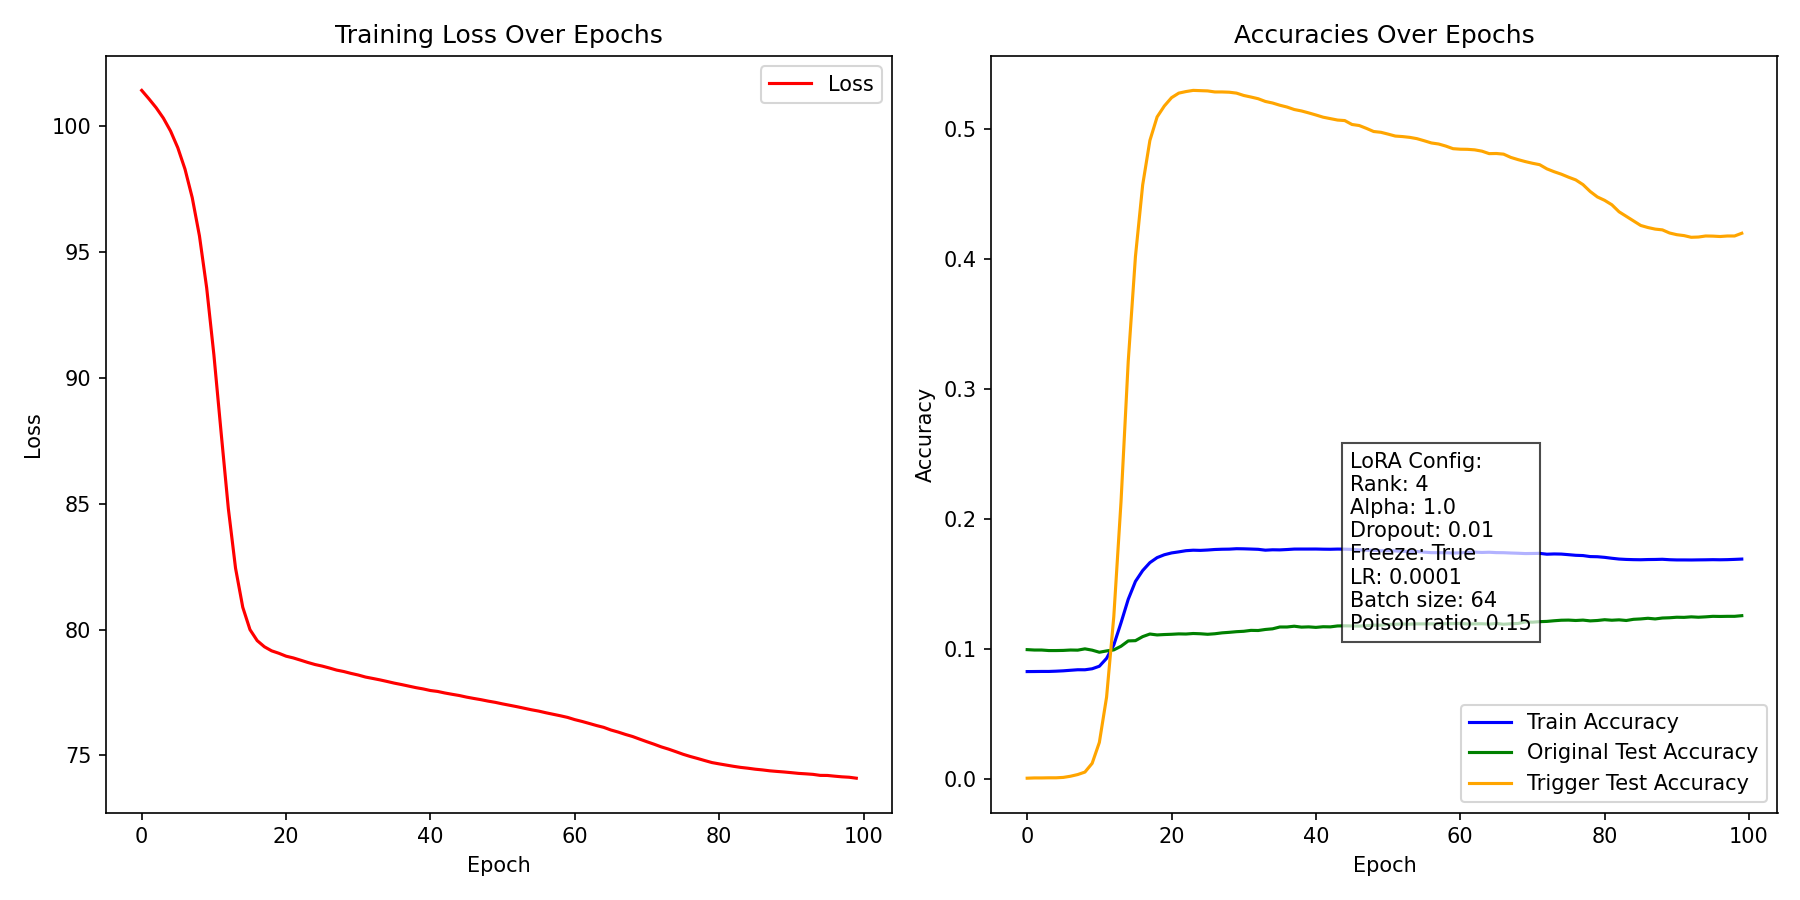 Training Loss Over Epochs
Loss
100
95
90
85
80
75
Loss
0
20
40
60
80
100
Epoch
Accuracies Over Epochs
0.5
0.4
0.3
0.2
0.1
0.0
Accuracy
LoRA Config:
Rank: 4
Alpha: 1.0
Dropout: 0.01
Freeze: True
LR: 0.0001
Batch size: 64
Poison ratio: 0.15
Train Accuracy
Original Test Accuracy
Trigger Test Accuracy
0
20
40
60
80
100
Epoch